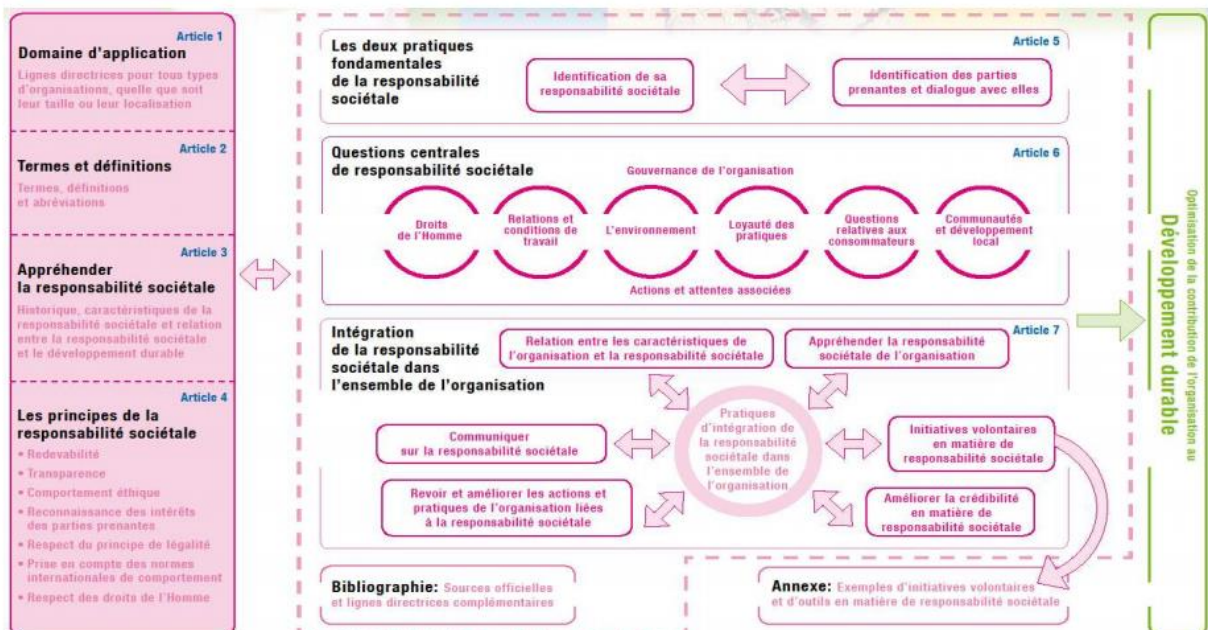 Article 1
Domaine d'application
Lignes directrices pour tous types
d'organisations, quelle que soit
leur taille ou leur localisation
Article 2
Termes et définitions
Termes, définitions
et abréviations
Article 3
Appréhender
la responsabilité sociétale
Historique, caractéristiques de la
responsabilité sociétale et relation
entre la responsabilité sociétale
et le développement durable
Article 4
Les principes de la
responsabilité sociétale
• Redevabilité
• Transparence
• Comportement éthique
• Reconnaissance des intérêts
des parties prenantes
• Respect du principe de légalité
• Prise en compte des normes
internationales de comportement
• Respect des droits de l'Homme
Article 5
Les deux pratiques
fondamentales
de la responsabilité
sociétale
Identification de sa
responsabilité sociétale
Identification des parties
prenantes et dialogue avec elles
Article 6
Questions centrales
de responsabilité sociétale
Gouvernance de l'organisation
Droits
de l'Homme
Relations et
conditions de
travail
L'environnement
Loyauté des
pratiques
Questions
relatives aux
consommateurs
Communautés
et développement
local
Actions et attentes associées
Article 7
Intégration
de la responsabilité
sociétale dans
l'ensemble de l'organisation
Relation entre les caractéristiques de
l'organisation et la responsabilité sociétale
Appréhender la responsabilité
sociétale de l'organisation
Pratiques
d'intégration de
la responsabilité
sociétale dans
l'ensemble de
l'organisation
Communiquer
sur la responsabilité sociétale
Initiatives volontaires
en matière de
responsabilité sociétale
Revoir et améliorer les actions et
pratiques de l'organisation liées
à la responsabilité sociétale
Améliorer la crédibilité
en matière de
responsabilité sociétale
Bibliographie: Sources officielles
et lignes directrices complémentaires
Annexe: Exemples d'initiatives volontaires
et d'outils en matière de responsabilité sociétale
Optimisation de la contribution de l'organisation au
Développement durable